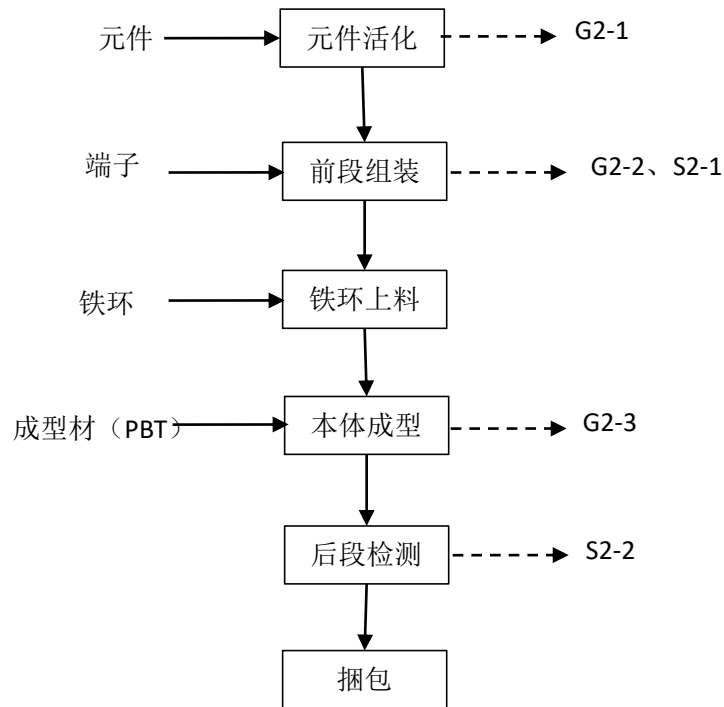 元件
元件活化
G2-1
端子
前段组装
G2-2、S2-1
铁环
铁环上料
成型材（PBT）
本体成型
G2-3
后段检测
S2-2
捆包